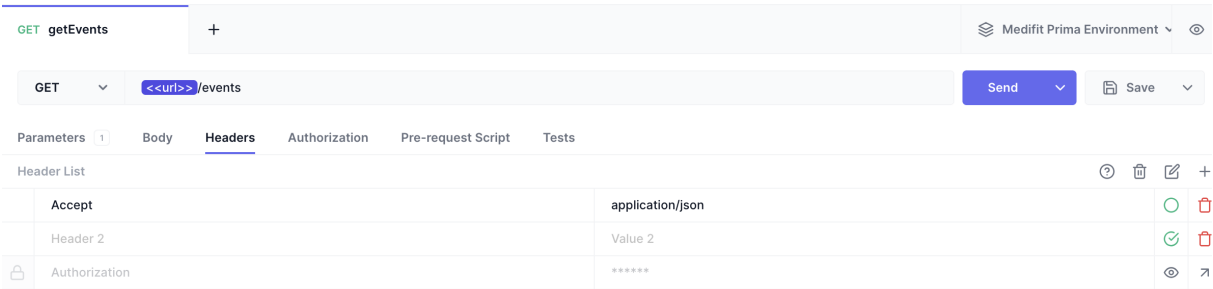 GET getEvents +
Medifit Prima Environment
GET <<url>>/events Send Save
Parameters 1 Body Headers Authorization Pre-request Script Tests
Header List
Accept application/json
Header 2 Value 2
Authorization ******